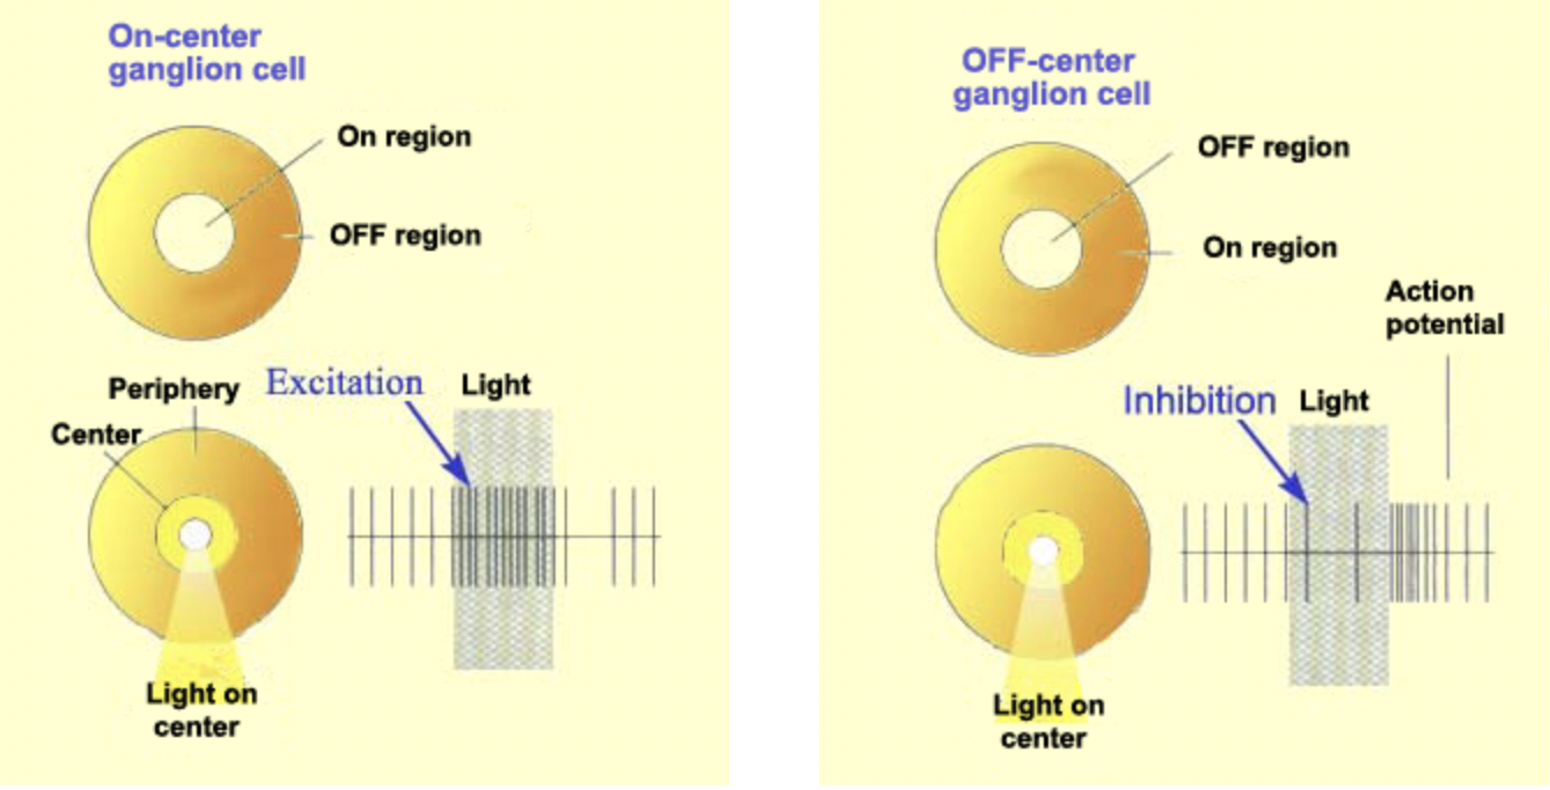 On-center
ganglion cell
On region
OFF region
Periphery
Excitation
Light
Center
Light on
center
OFF-center
ganglion cell
OFF region
On region
Action
potential
Inhibition
Light
Light on
center